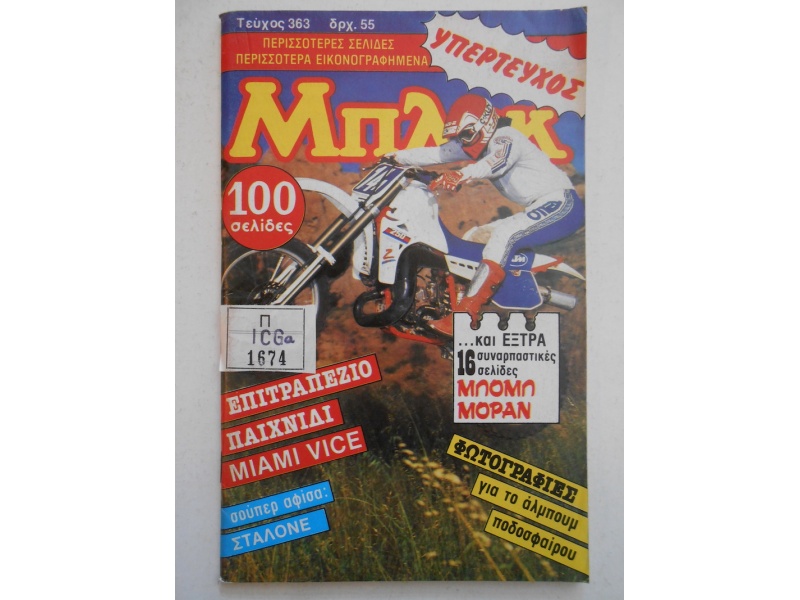 Τεύχος 363 δρχ. 55
ΠΕΡΙΣΣΟΤΕΡΕΣ ΣΕΛΙΔΕΣ
ΠΕΡΙΣΣΟΤΕΡΑ ΕΙΚΟΝΟΓΡΑΦΗΜΕΝΑ
ΥΠΕΡΤΕΥΧΟΣ
Μπλεκ
100
σελίδες
Π
ICGa
1674
...και ΕΞΤΡΑ
16 συναρπαστικές
σελίδες
ΜΠΟΜΠ
ΜΟΡΑΝ
ΕΠΙΤΡΑΠΕΖΙΟ
ΠΑΙΧΝΙΔΙ
MIAMI VICE
σούπερ αφίσα:
ΣΤΑΛΟΝΕ
ΦΩΤΟΓΡΑΦΙΕΣ
για το άλμπουμ
ποδοσφαίρου